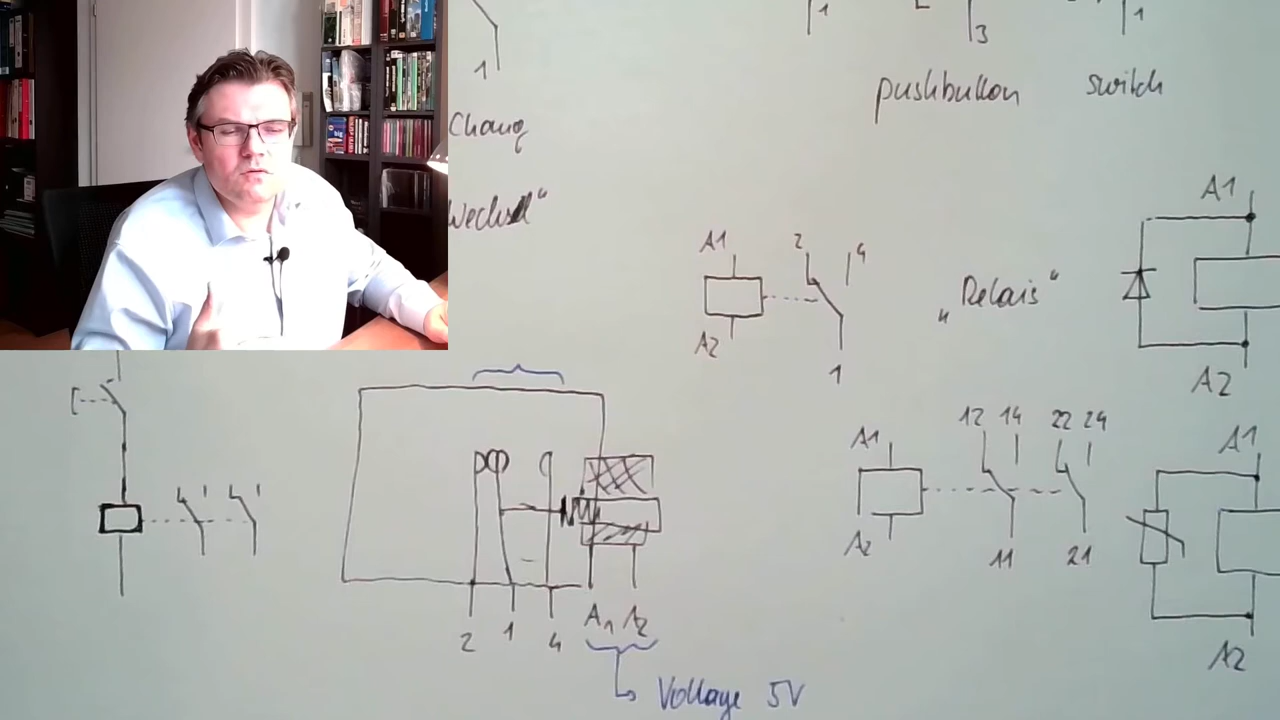 1
1
3
1
pushbutton
switch
Chang
Wechsel“
A1
2
4
A2
1
„Relais“
A1
A2
A1
12
14
22
24
A2
11
21
A1
A2
2
1
4
A1
A2
Voltage 5V